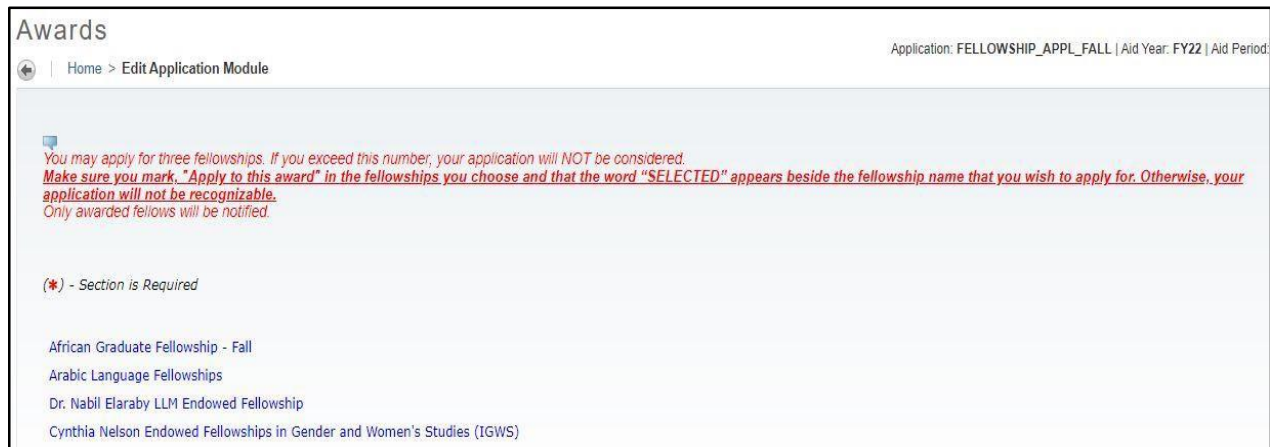 Awards
Application: FELLOWSHIP_APPL_FALL | Aid Year: FY22 | Aid Period:
Home > Edit Application Module
You may apply for three fellowships. If you exceed this number, your application will NOT be considered.
Make sure you mark, "Apply to this award" in the fellowships you choose and that the word “SELECTED” appears beside the fellowship name that you wish to apply for. Otherwise, your
application will not be recognizable.
Only awarded fellows will be notified.
(*) - Section is Required
African Graduate Fellowship - Fall
Arabic Language Fellowships
Dr. Nabil Elaraby LLM Endowed Fellowship
Cynthia Nelson Endowed Fellowships in Gender and Women's Studies (IGWS)